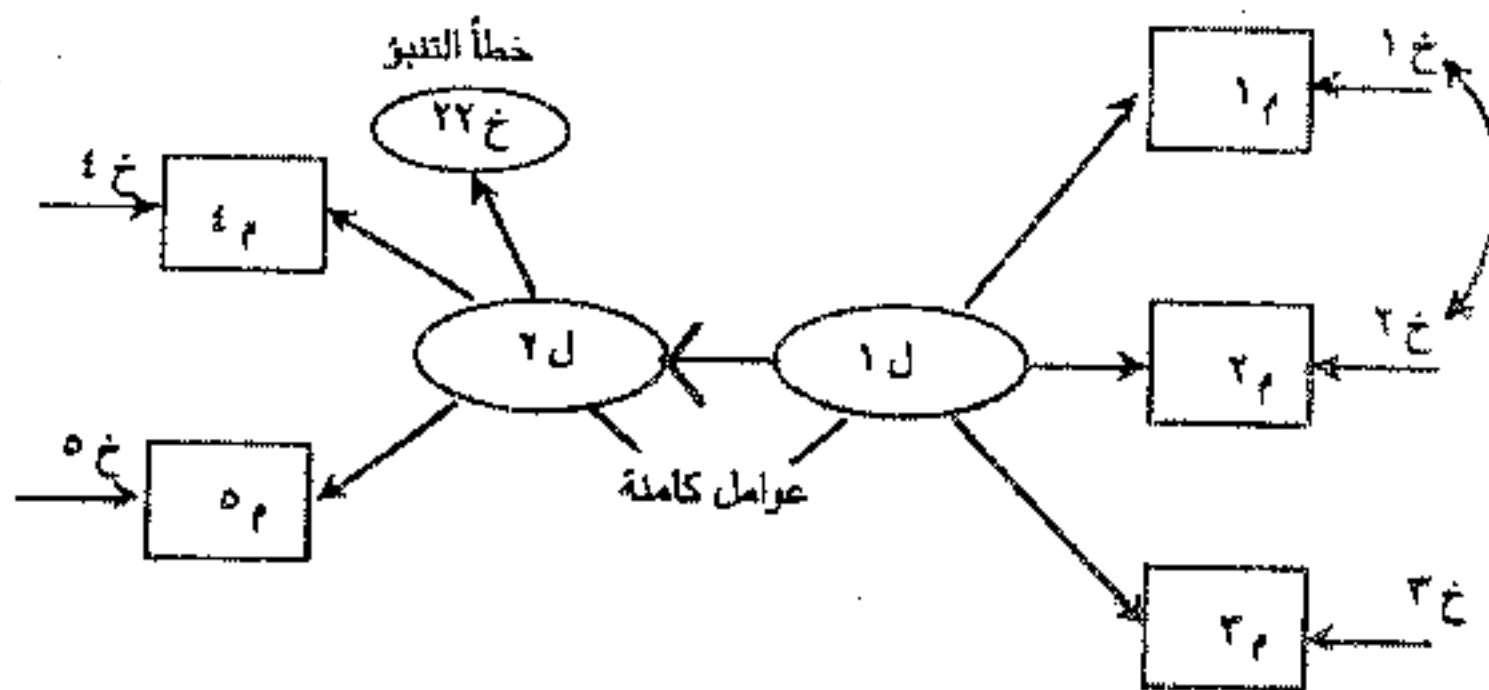 خطأ التنبؤ
خ ٢٢
خ ١
م ١
خ ٤
م ٤
ل ٢
ل ١
خ ٢
م ٢
خ ٥
م ٥
عوامل كامنة
خ ٣
م ٣